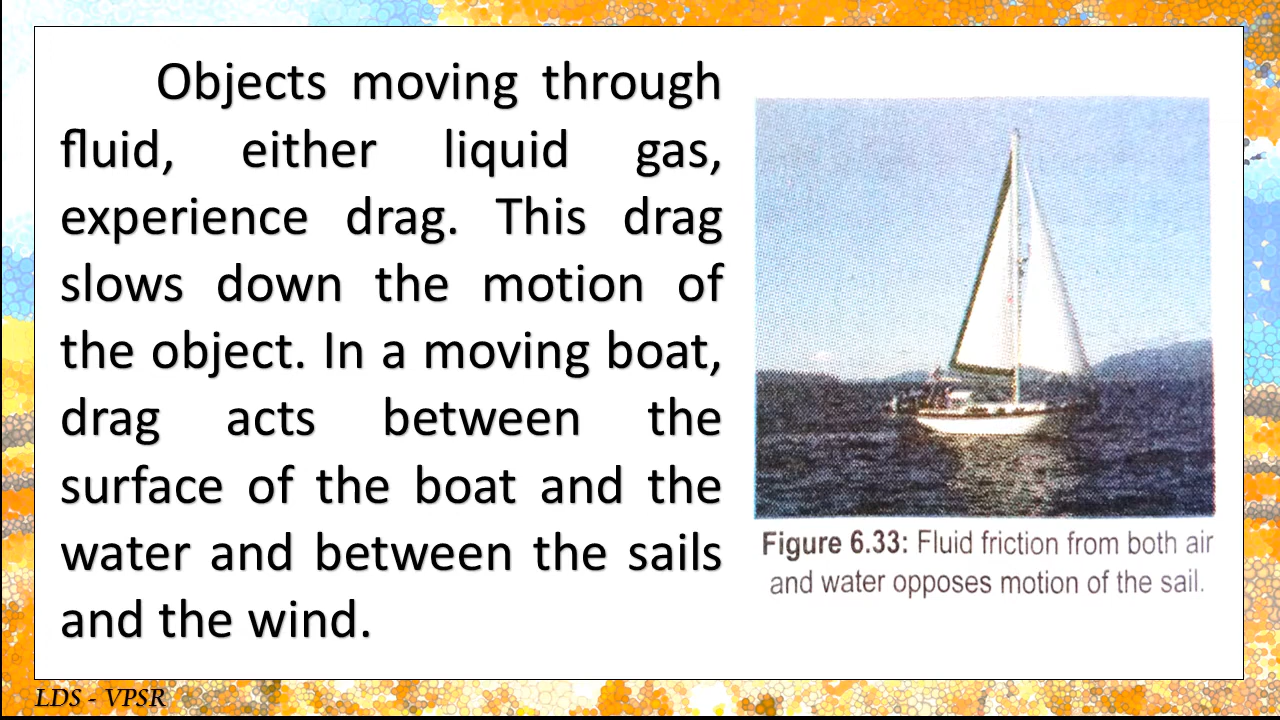 Objects moving through
fluid, either liquid gas,
experience drag. This drag
slows down the motion of
the object. In a moving boat,
drag acts between the
surface of the boat and the
water and between the sails
and the wind.
Figure 6.33: Fluid friction from both air
and water opposes motion of the sail.
LDS - VPSR